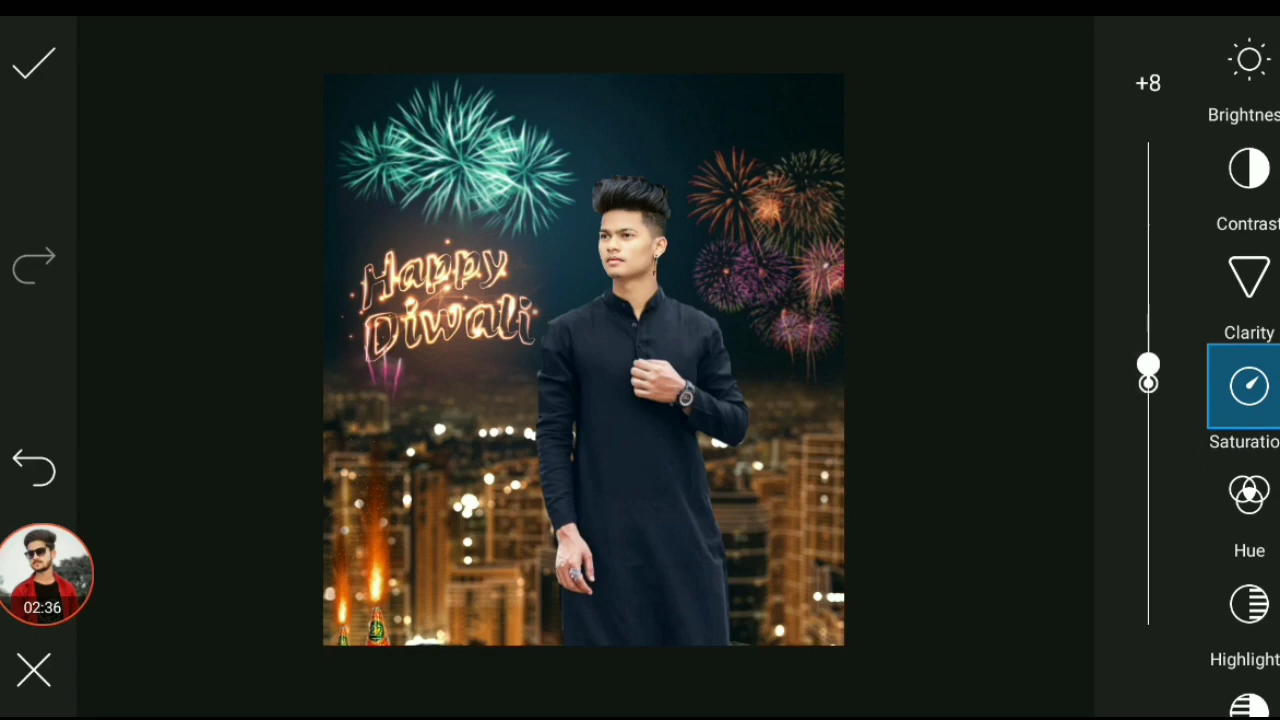 +8
Brightnes
Contrast
Clarity
Saturatio
Hue
Highlight
Happy
Diwali
02:36